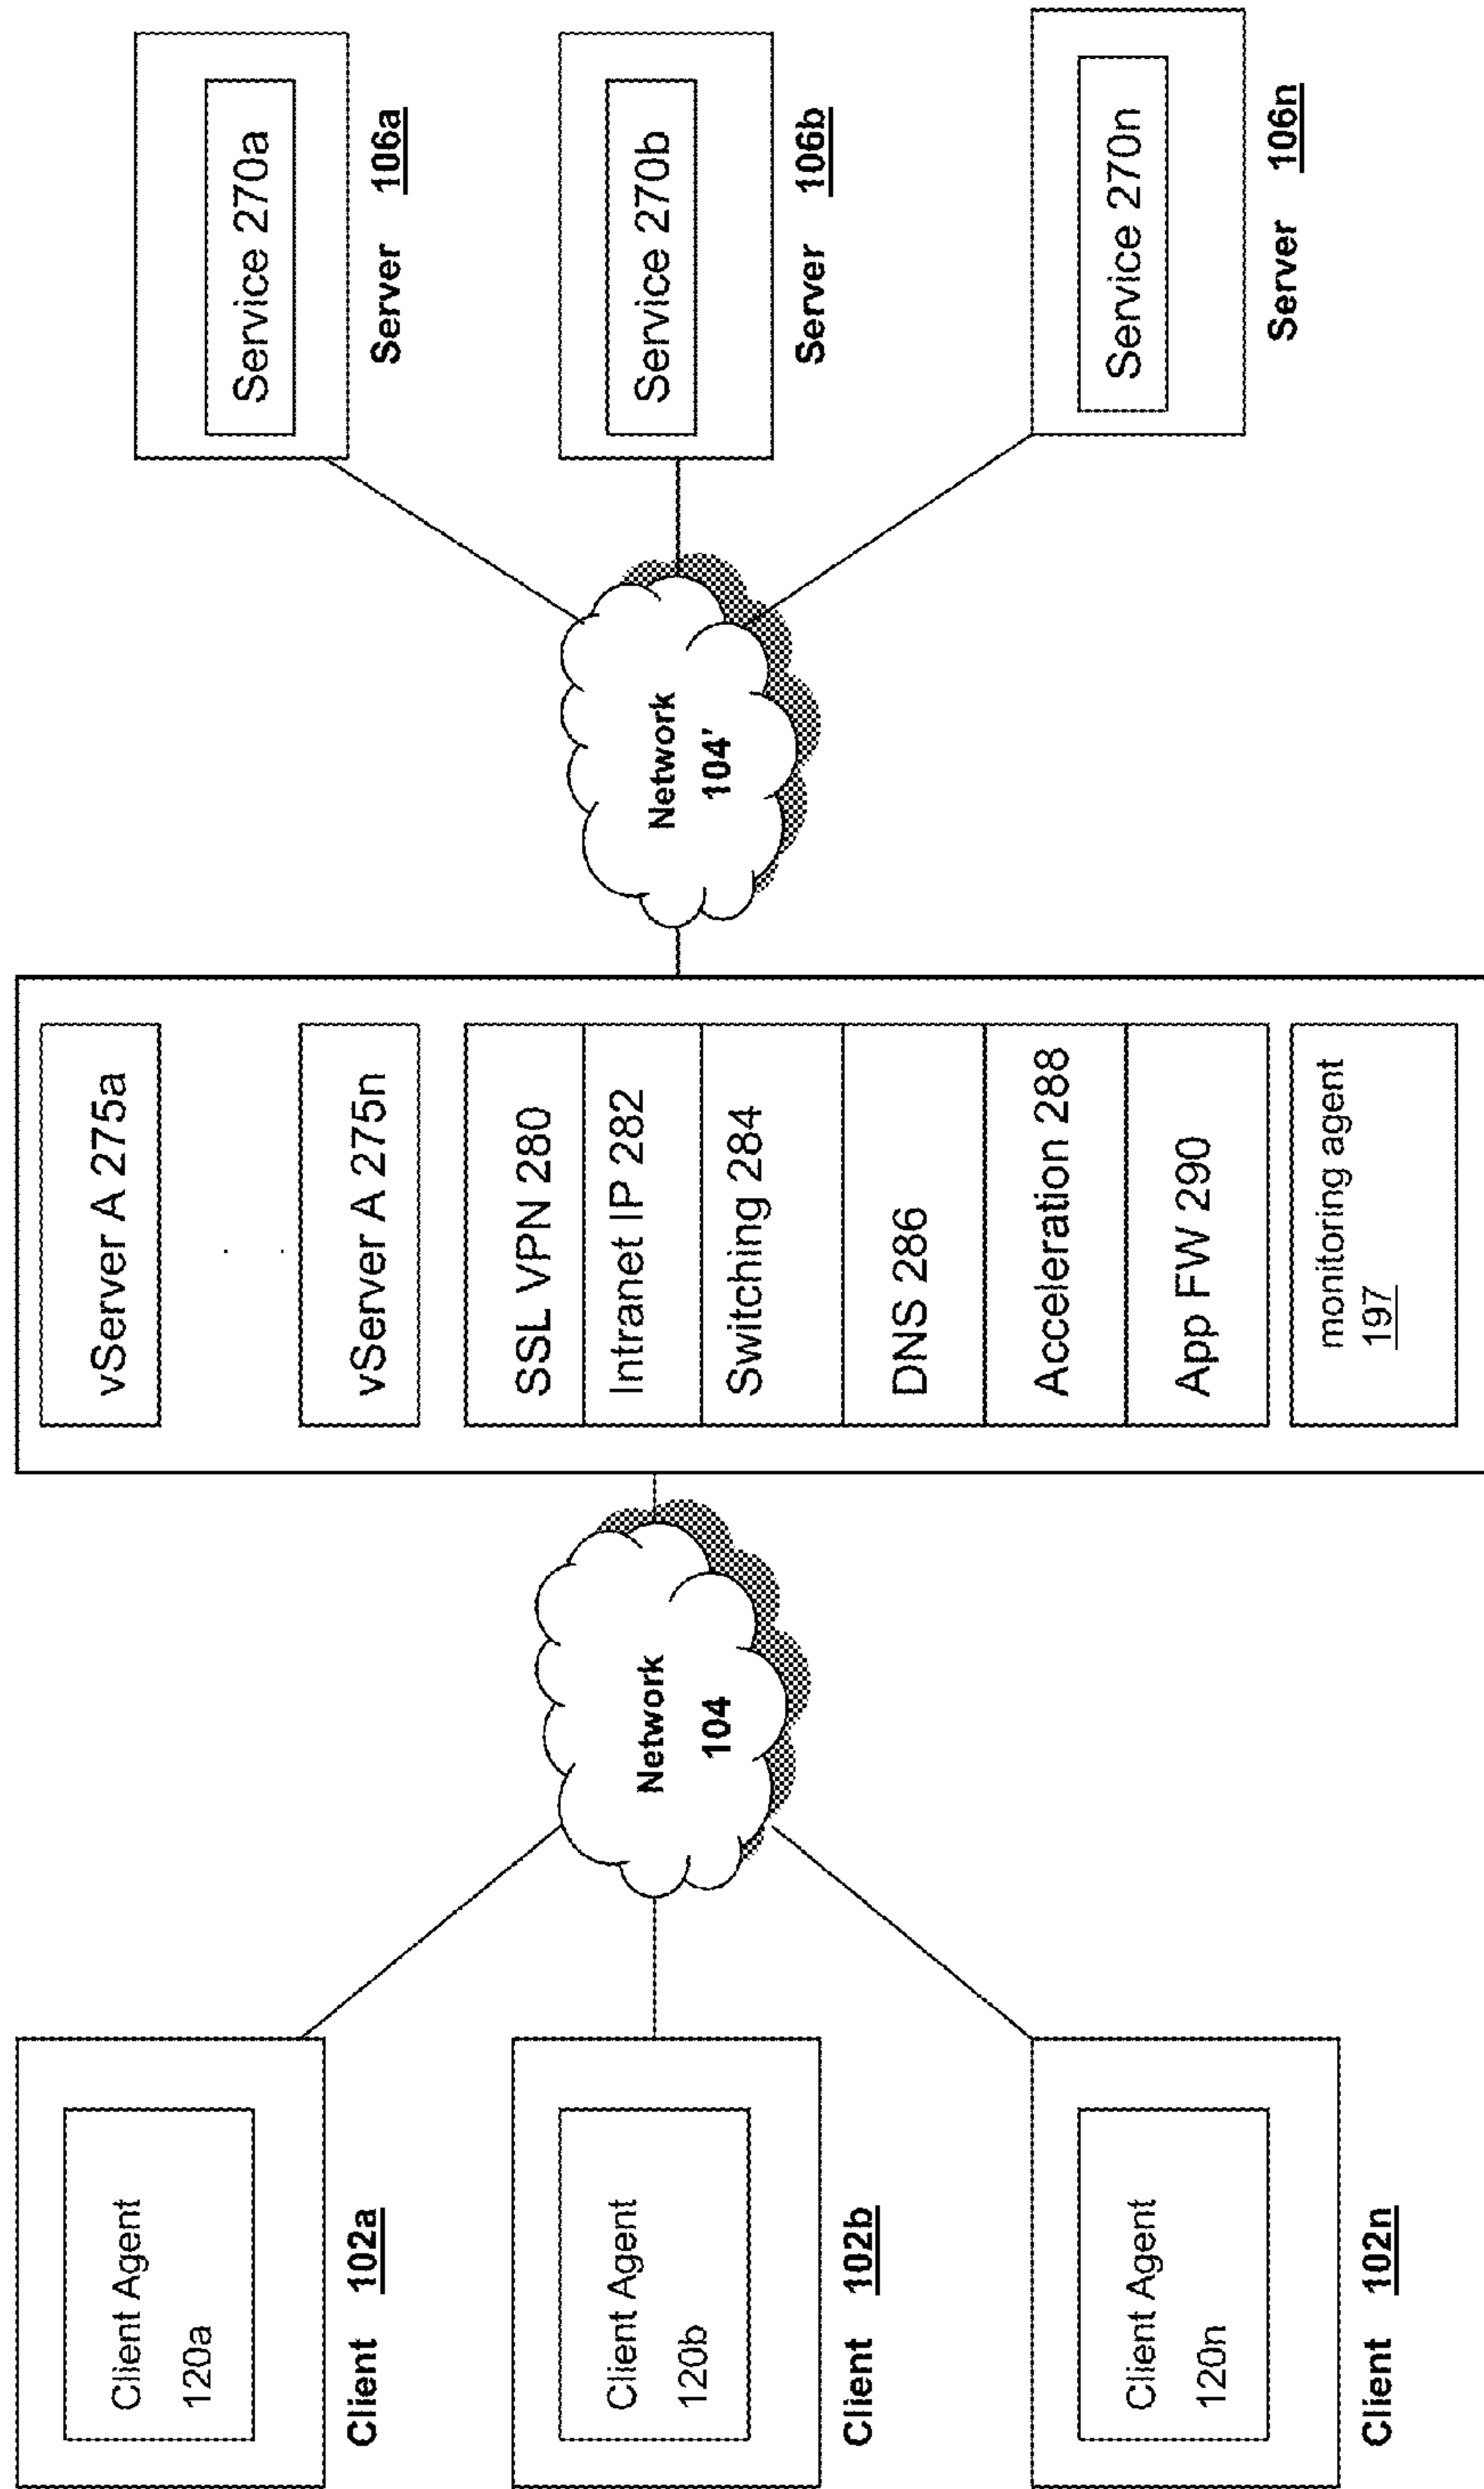 Client Agent
120a
Client 102a
Client Agent
120b
Client 102b
Client Agent
120n
Client 102n
Network
104
vServer A 275a
vServer A 275n
SSL VPN 280
Intranet IP 282
Switching 284
DNS 286
Acceleration 288
App FW 290
monitoring agent
197
Network
104'
Service 270a
Server 106a
Service 270b
Server 106b
Service 270n
Server 106n